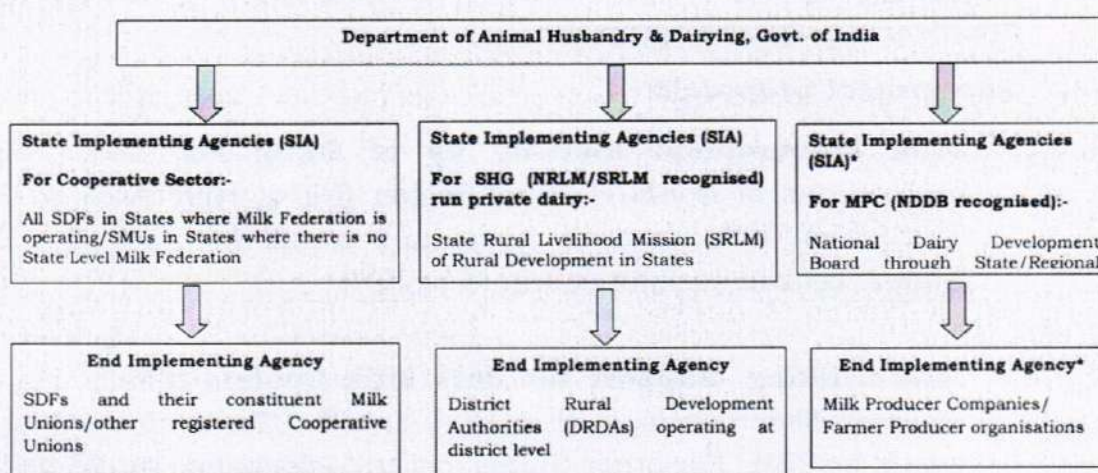 Department of Animal Husbandry & Dairying, Govt. of India
State Implementing Agencies (SIA)
For Cooperative Sector:-
All SDFs in States where Milk Federation is
operating/SMUs in States where there is no
State Level Milk Federation
State Implementing Agencies (SIA)
For SHG (NRLM/SRLM recognised)
run private dairy:-
State Rural Livelihood Mission (SRLM)
of Rural Development in States
State Implementing Agencies
(SIA)*
For MPC (NDDB recognised):-
National Dairy Development
Board through State/Regional
End Implementing Agency
SDFs and their constituent Milk
Unions/other registered Cooperative
Unions
End Implementing Agency
District Rural Development
Authorities (DRDAs) operating at
district level
End Implementing Agency*
Milk Producer Companies/
Farmer Producer organisations